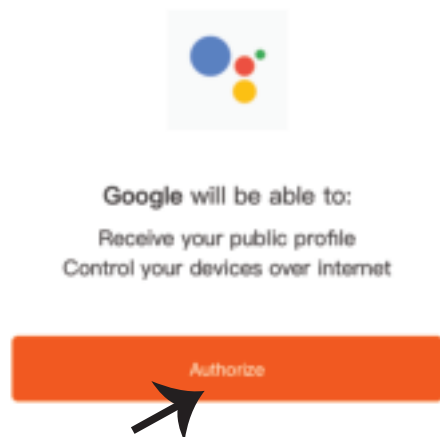 Google will be able to:
Receive your public profile
Control your devices over internet
Authorize